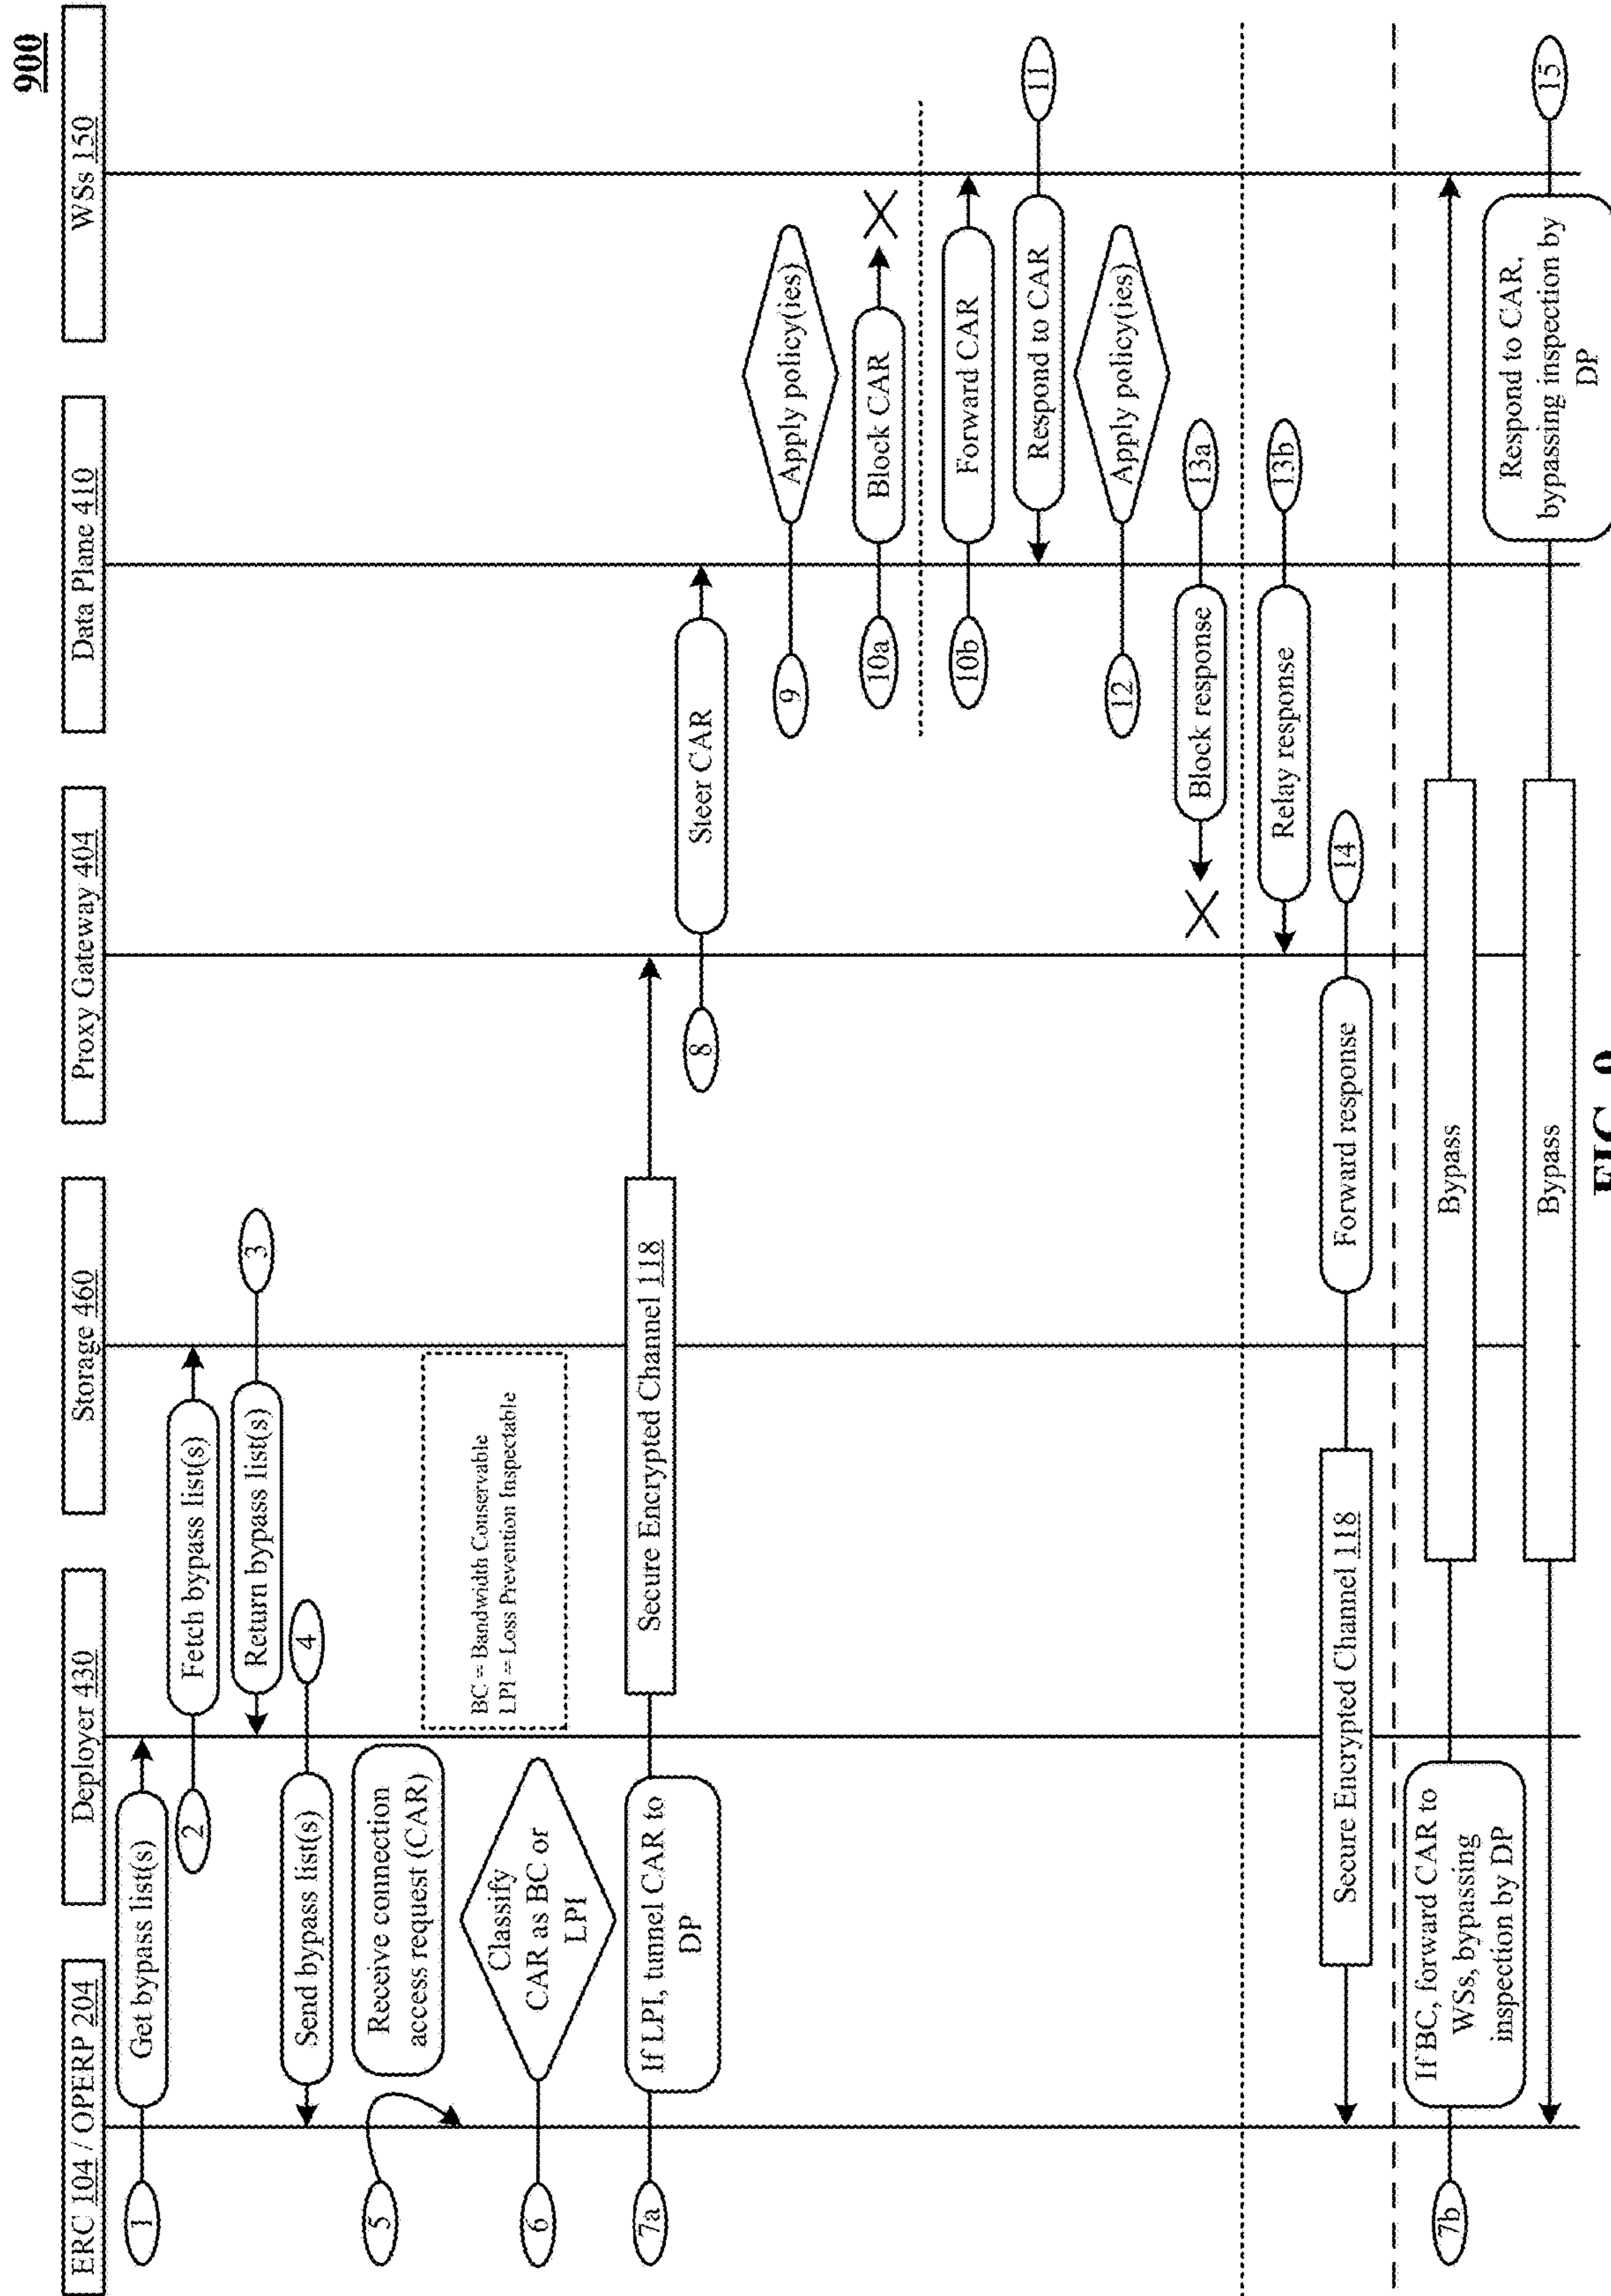 900
ERC 104 / OPERP 204
Deployer 430
Storage 460
Proxy Gateway 404
Data Plane 410
WSs 150
1
Get bypass list(s)
2
Fetch bypass list(s)
Return bypass list(s)
3
Send bypass list(s)
4
5
Receive connection
access request (CAR)
BC = Bandwidth Conservable
LPI = Loss Prevention Inspectable
6
Classify
CAR as BC or
LPI
7a
If LPI, tunnel CAR to
DP
Secure Encrypted Channel 118
8
Steer CAR
9
Apply policy(ies)
10a
Block CAR
10b
Forward CAR
Respond to CAR
11
12
Apply policy(ies)
Block response
13a
Relay response
13b
Secure Encrypted Channel 118
Forward response
14
7b
If BC, forward CAR to
WSs, bypassing
inspection by DP
Bypass
Bypass
Respond to CAR,
bypassing inspection by
DP
15
FIG. 9